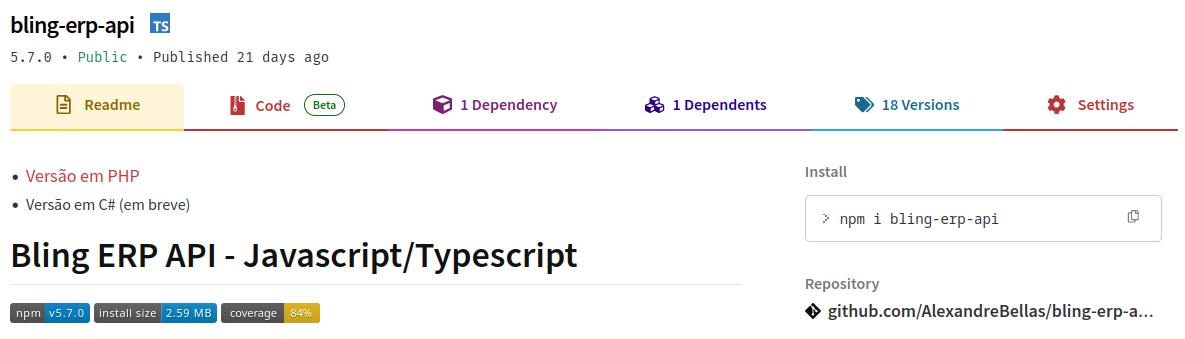 bling-erp-api TS
5.7.0 • Public • Published 21 days ago
Readme Code Beta 1 Dependency 1 Dependents 18 Versions Settings
• Versão em PHP
• Versão em C# (em breve)
Bling ERP API - Javascript/Typescript
npm v5.7.0 install size 2.59 MB coverage 84%
Install
> npm i bling-erp-api
Repository
github.com/AlexandreBellas/bling-erp-a...